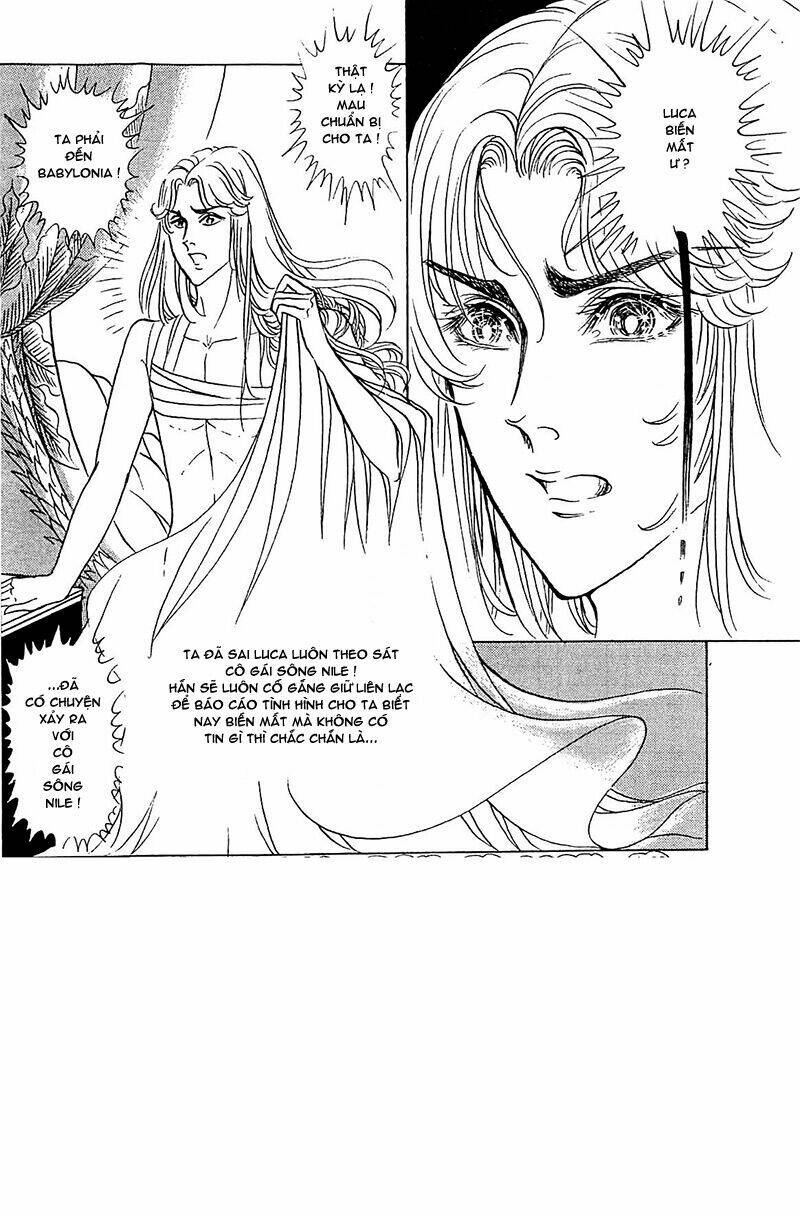 LUCA
BIẾN
MẤT
Ư ?
THẬT
KỲ LẠ !
MAU
CHUẨN BỊ
CHO TA !
TA PHẢI
ĐẾN
BABYLONIA !
TA ĐÃ SAI LUCA LUÔN THEO SÁT
CÔ GÁI SÔNG NILE !
HẮN SẼ LUÔN CỐ GẮNG GIỮ LIÊN LẠC
ĐỂ BÁO CÁO TÌNH HÌNH CHO TA BIẾT
NAY BIẾN MẤT MÀ KHÔNG CÓ
TIN GÌ THÌ CHẮC CHẮN LÀ...
...ĐÃ
CÓ CHUYỆN
XẢY RA
VỚI
CÔ
GÁI
SÔNG
NILE !